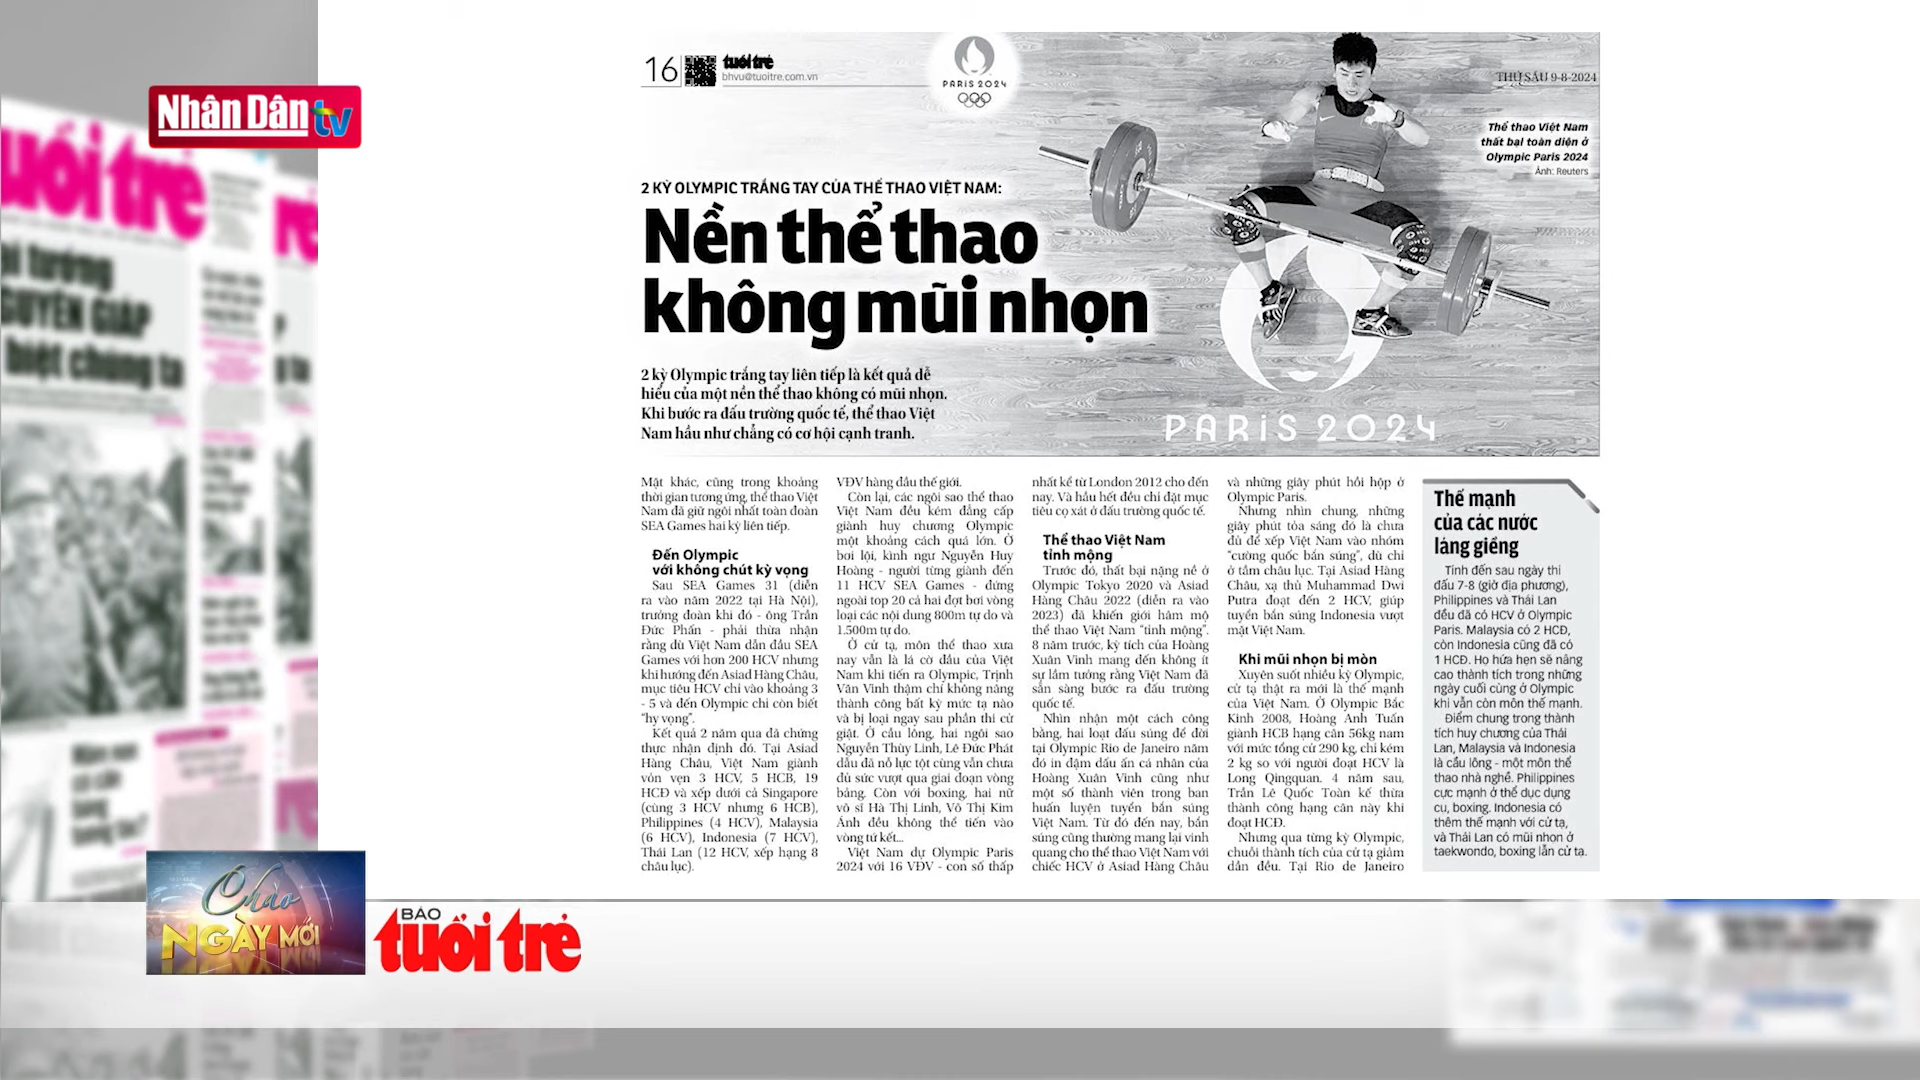 Nhân Dân tv
16
tuổi trẻ
bhvu@tuoitre.com.vn
PARIS 2024
THỨ SÁU 9-8-2024
Thể thao Việt Nam
thất bại toàn diện ở
Olympic Paris 2024
Ảnh: Reuters
2 KỲ OLYMPIC TRẮNG TAY CỦA THỂ THAO VIỆT NAM:
Nền thể thao
không mũi nhọn
2 kỳ Olympic trắng tay liên tiếp là kết quả dễ
hiểu của một nền thể thao không có mũi nhọn.
Khi bước ra đấu trường quốc tế, thể thao Việt
Nam hầu như chẳng có cơ hội cạnh tranh.
PARIS 2024
Mặt khác, cũng trong khoảng
thời gian tương ứng, thể thao Việt
Nam đã giữ ngôi nhất toàn đoàn
SEA Games hai kỳ liên tiếp.
Đến Olympic
với không chút kỳ vọng
Sau SEA Games 31 (diễn
ra vào năm 2022 tại Hà Nội),
trưởng đoàn khi đó - ông Trần
Đức Phấn - phải thừa nhận
rằng dù Việt Nam dẫn đầu SEA
Games với hơn 200 HCV nhưng
khi hướng đến Asiad Hàng Châu,
mục tiêu HCV chỉ vào khoảng 3
- 5 và đến Olympic chỉ còn biết
"hy vọng".
Kết quả 2 năm qua đã chứng
thực nhận định đó. Tại Asiad
Hàng Châu, Việt Nam giành
vỏn vẹn 3 HCV, 5 HCB, 19
HCĐ và xếp dưới cả Singapore
(cùng 3 HCV nhưng 6 HCB),
Philippines (4 HCV), Malaysia
(6 HCV), Indonesia (7 HCV),
Thái Lan (12 HCV, xếp hạng 8
châu lục).
VĐV hàng đầu thế giới.
Còn lại, các ngôi sao thể thao
Việt Nam đều kém đẳng cấp
giành huy chương Olympic
một khoảng cách quá lớn. Ở
bơi lội, kình ngư Nguyễn Huy
Hoàng - người từng giành đến
11 HCV SEA Games - đứng
ngoài top 20 cả hai đợt bơi vòng
loại các nội dung 800m tự do và
1.500m tự do.
Ở cử tạ, môn thể thao xưa
nay vẫn là lá cờ đầu của Việt
Nam khi tiến ra Olympic, Trịnh
Văn Vinh thậm chí không nâng
thành công bất kỳ mức tạ nào
và bị loại ngay sau phần thi cử
giật. Ở cầu lông, hai ngôi sao
Nguyễn Thùy Linh, Lê Đức Phát
dẫu đã nỗ lực tột cùng vẫn chưa
đủ sức vượt qua giai đoạn vòng
bảng. Còn với boxing, hai nữ
võ sĩ Hà Thị Linh, Võ Thị Kim
Ánh đều không thể tiến vào
vòng tứ kết...
Việt Nam dự Olympic Paris
2024 với 16 VĐV - con số thấp
nhất kể từ London 2012 cho đến
nay. Và hầu hết đều chỉ đặt mục
tiêu cọ xát ở đấu trường quốc tế.
Thể thao Việt Nam
tỉnh mộng
Trước đó, thất bại nặng nề ở
Olympic Tokyo 2020 và Asiad
Hàng Châu 2022 (diễn ra vào
2023) đã khiến giới hâm mộ
thể thao Việt Nam "tỉnh mộng".
8 năm trước, kỳ tích của Hoàng
Xuân Vinh mang đến không ít
sự lầm tưởng rằng Việt Nam đã
sẵn sàng bước ra đấu trường
quốc tế.
Nhìn nhận một cách công
bằng, hai loạt đấu súng để đời
tại Olympic Rio de Janeiro năm
đó in đậm dấu ấn cá nhân của
Hoàng Xuân Vinh cũng như
một số thành viên trong ban
huấn luyện tuyển bắn súng
Việt Nam. Từ đó đến nay, bắn
súng cũng thường mang lại vinh
quang cho thể thao Việt Nam với
chiếc HCV ở Asiad Hàng Châu
và những giây phút hồi hộp ở
Olympic Paris.
Nhưng nhìn chung, những
giây phút tỏa sáng đó là chưa
đủ để xếp Việt Nam vào nhóm
"cường quốc bắn súng", dù chỉ
ở tầm châu lục. Tại Asiad Hàng
Châu, xạ thủ Muhammad Dwi
Putra đoạt đến 2 HCV, giúp
tuyển bắn súng Indonesia vượt
mặt Việt Nam.
Khi mũi nhọn bị mòn
Xuyên suốt nhiều kỳ Olympic,
cử tạ thật ra mới là thế mạnh
của Việt Nam. Ở Olympic Bắc
Kinh 2008, Hoàng Anh Tuấn
giành HCB hạng cân 56kg nam
với mức tổng cử 290 kg, chỉ kém
2 kg so với người đoạt HCV là
Long Qingquan. 4 năm sau,
Trần Lê Quốc Toàn kế thừa
thành công hạng cân này khi
đoạt HCĐ.
Nhưng qua từng kỳ Olympic,
chuỗi thành tích của cử tạ giảm
dần đều. Tại Rio de Janeiro
Thế mạnh
của các nước
láng giềng
Tính đến sau ngày thi
đấu 7-8 (giờ địa phương),
Philippines và Thái Lan
đều đã có HCV ở Olympic
Paris. Malaysia có 2 HCĐ,
còn Indonesia cũng đã có
1 HCĐ. Họ hứa hẹn sẽ nâng
cao thành tích trong những
ngày cuối cùng ở Olympic
khi vẫn còn môn thế mạnh.
Điểm chung trong thành
tích huy chương của Thái
Lan, Malaysia và Indonesia
là cầu lông - một môn thể
thao nhà nghề. Philippines
cực mạnh ở thể dục dụng
cụ, boxing. Indonesia có
thêm thế mạnh với cử tạ,
và Thái Lan có mũi nhọn ở
taekwondo, boxing lẫn cử tạ.
tuổi trẻ
biệt chúng ta
Chào
NGÀY MỚI
BÁO
tuổi trẻ